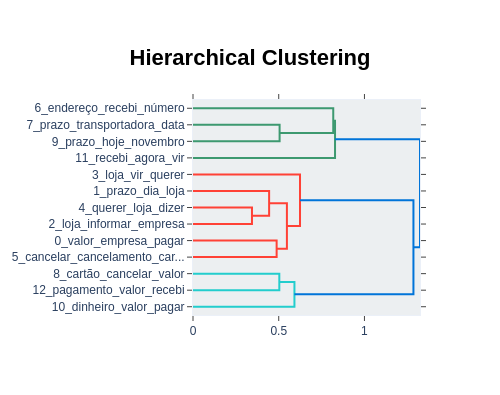 Hierarchical Clustering
6_endereço_recebi_número
7_prazo_transportadora_data
9_prazo_hoje_novembro
11_recebi_agora_vir
3_loja_vir_querer
1_prazo_dia_loja
4_querer_loja_dizer
2_loja_informar_empresa
0_valor_empresa_pagar
5_cancelar_cancelamento_car...
8_cartão_cancelar_valor
12_pagamento_valor_recebi
10_dinheiro_valor_pagar
0 0.5 1